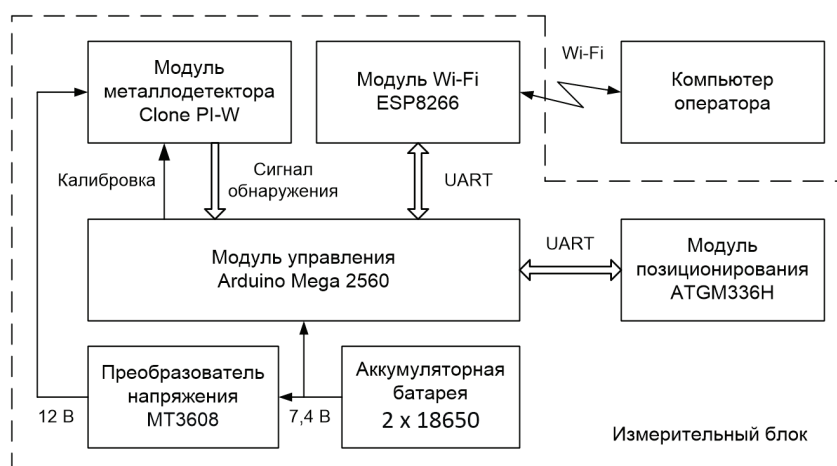 Модуль
металлодетектора
Clone PI-W
Модуль Wi-Fi
ESP8266
Wi-Fi
Компьютер
оператора
Калибровка
Сигнал
обнаружения
UART
Модуль управления
Arduino Mega 2560
UART
Модуль
позиционирования
ATGM336H
Преобразователь
напряжения
MT3608
Аккумуляторная
батарея
2 x 18650
12 В
7,4 В
Измерительный блок